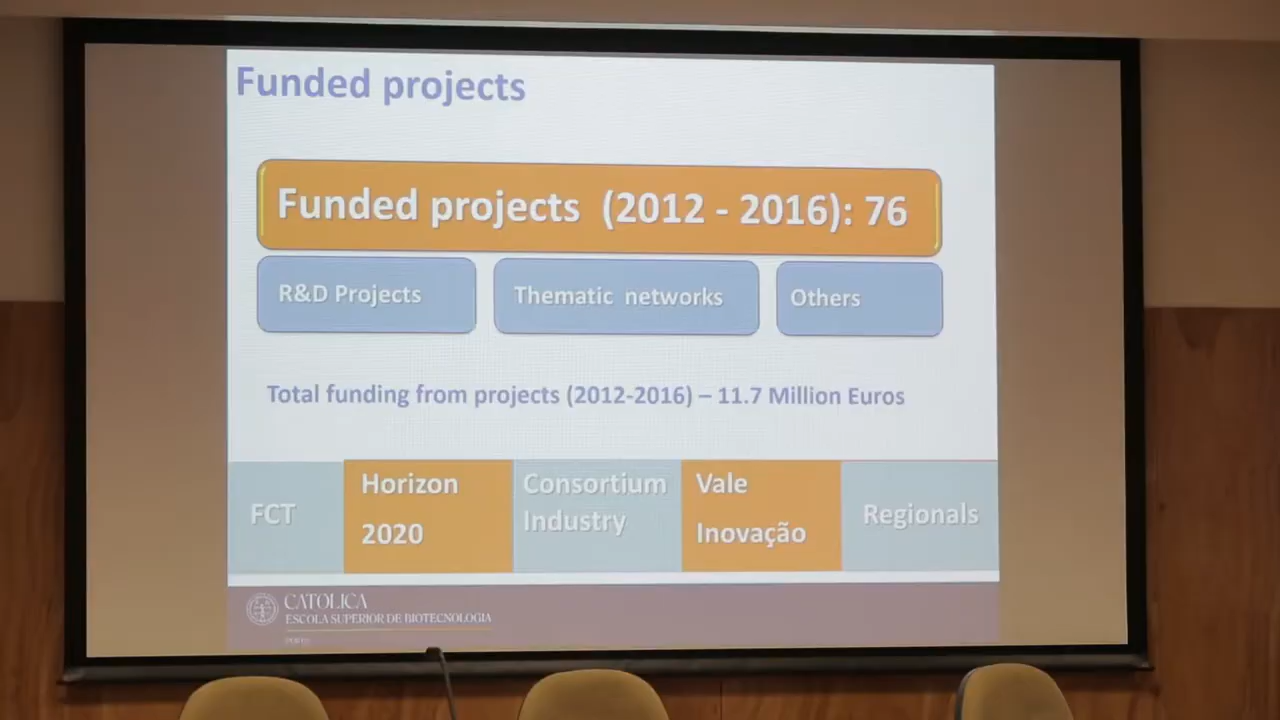 Funded projects
Funded projects (2012 - 2016): 76
R&D Projects
Thematic networks
Others
Total funding from projects (2012-2016) – 11.7 Million Euros
FCT
Horizon
2020
Consortium
Industry
Vale
Inovação
Regionals
CATOLICA
ESCOLA SUPERIOR DE BIOTECNOLOGIA